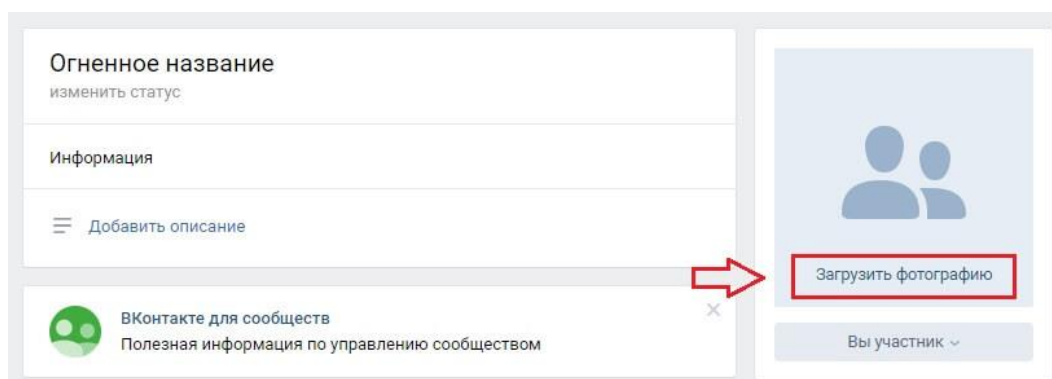 Огненное название
изменить статус
Информация
Добавить описание
ВКонтакте для сообществ
Полезная информация по управлению сообществом
Загрузить фотографию
Вы участник